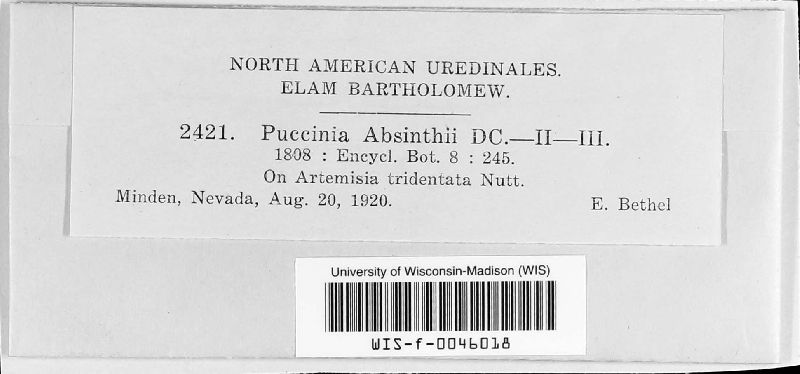 NORTH AMERICAN UREDINALES.
ELAM BARTHOLOMEW.
2421. Puccinia Absinthii DC.—II—III.
1808 : Encycl. Bot. 8 : 245.
On Artemisia tridentata Nutt.
Minden, Nevada, Aug. 20, 1920. E. Bethel
University of Wisconsin-Madison (WIS)
WIS-f-0046018